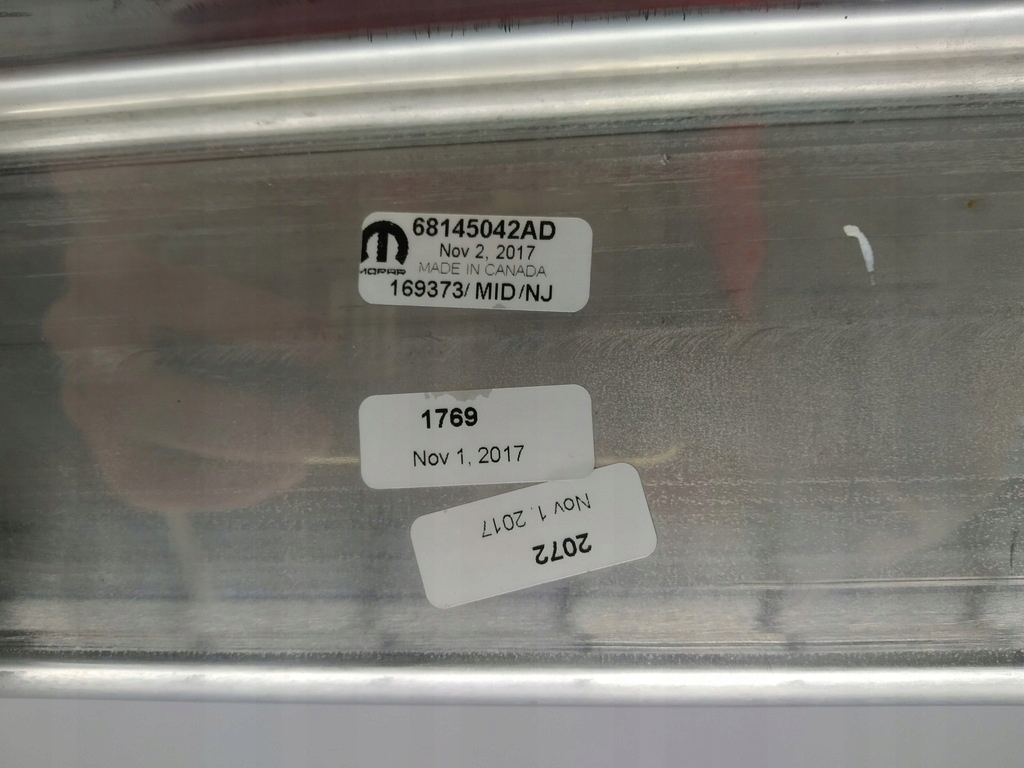 68145042AD
Nov 2, 2017
MOPAR
MADE IN CANADA
169373/ MID/NJ
1769
Nov 1, 2017
2072
Nov 1, 2017